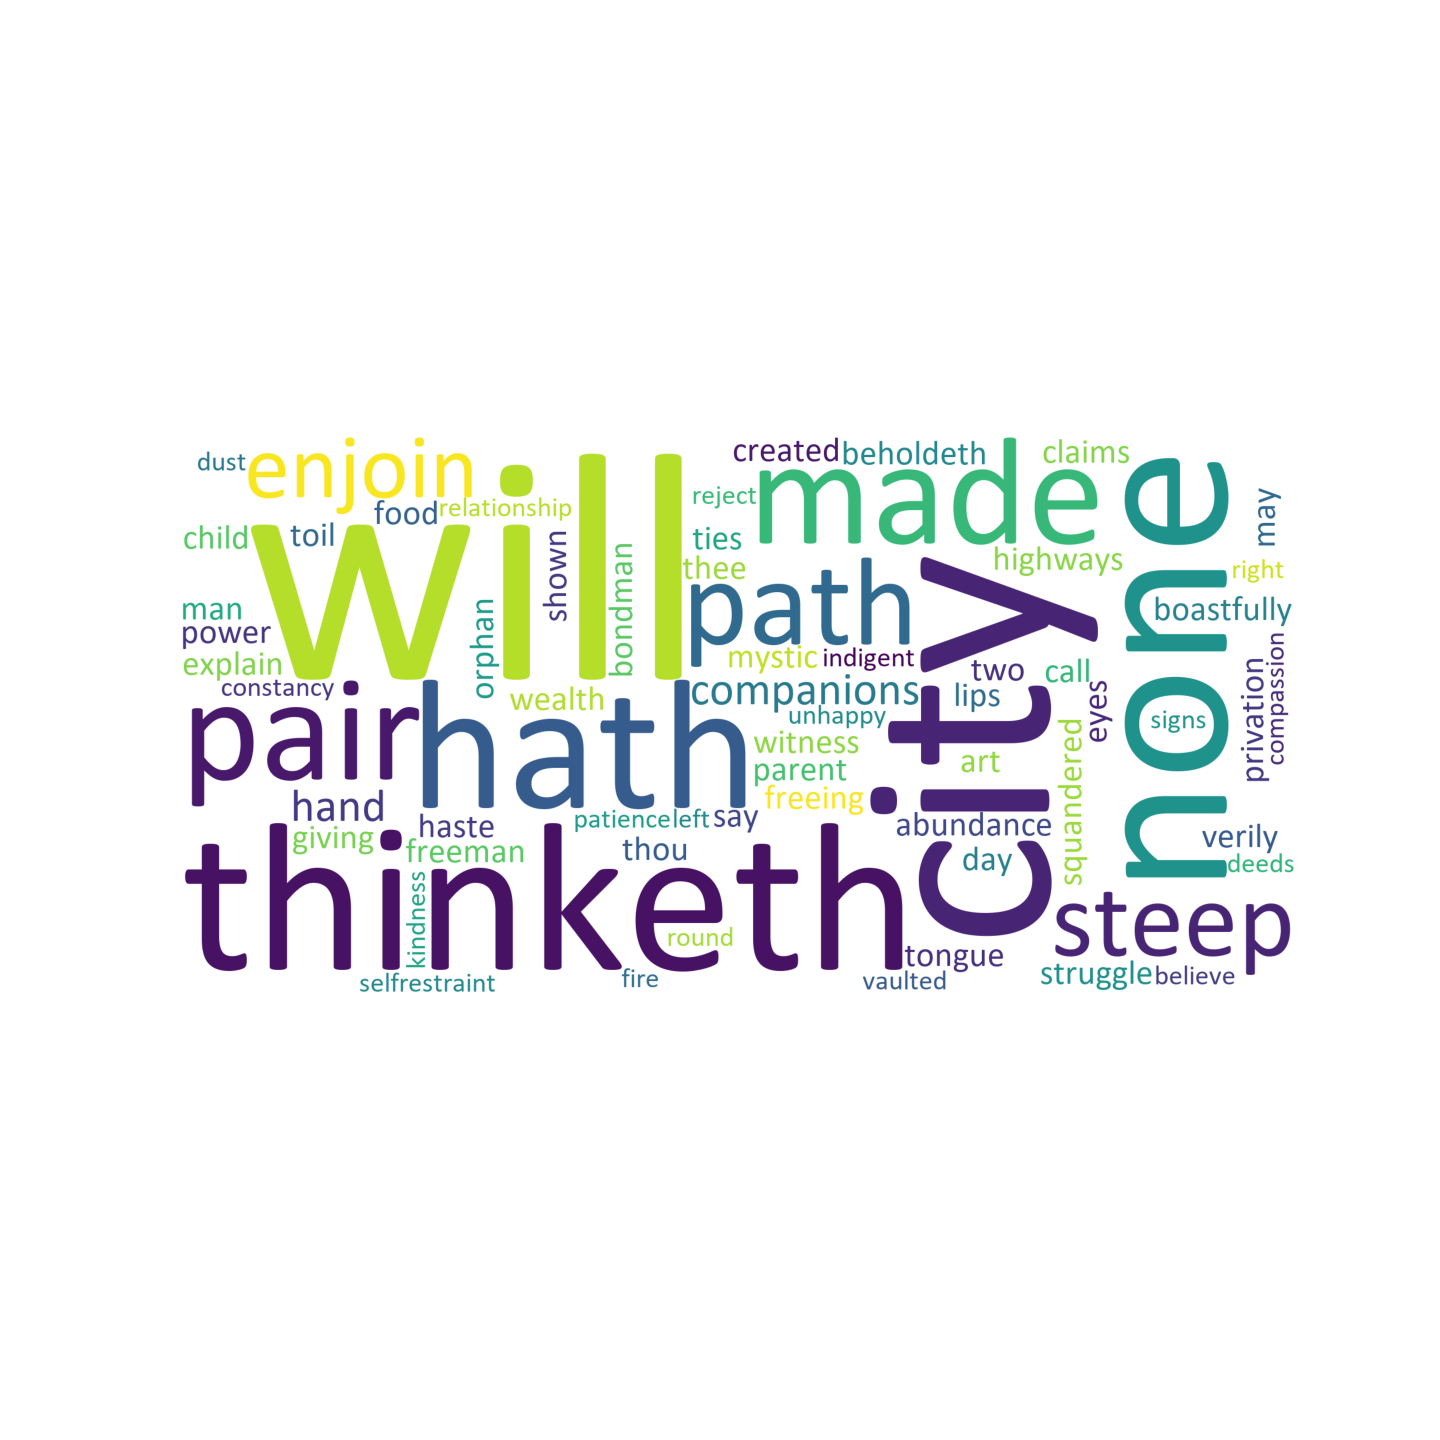 dust
enjoin
created
beholdeth
claims
made
none
will
food
relationship
reject
may
child
toil
shown
bondman
ties
thee
highways
right
path
city
boastfully
man
power
explain
orphan
mystic
indigent
two
call
compassion
constancy
wealth
companions
lips
eyes
privation
signs
pair
hath
unhappy
witness
art
squandered
parent
freeing
hand
haste
patience
left
say
abundance
verily
giving
freeman
thou
day
deeds
thinketh
kindness
round
steep
tongue
selfrestraint
fire
vaulted
struggle
believe